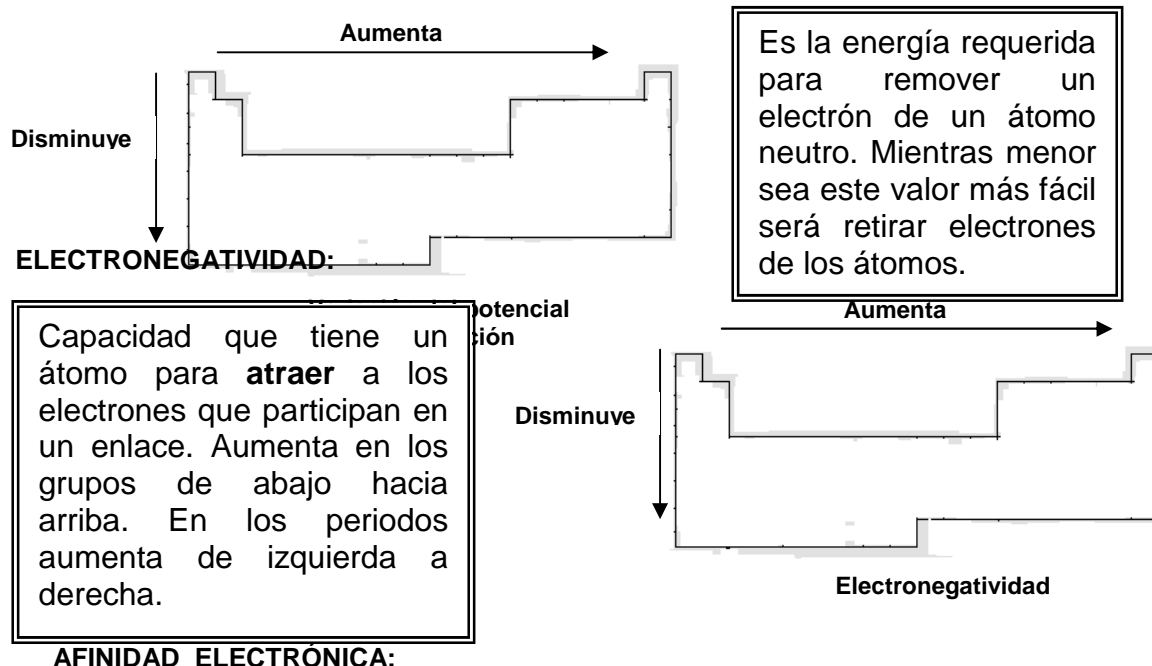 Aumenta
Disminuye
Es la energía requerida
para remover un
electrón de un átomo
neutro. Mientras menor
sea este valor más fácil
será retirar electrones
de los átomos.
ELECTRONEGATIVIDAD:
potencial
ción
Capacidad que tiene un
átomo para atraer a los
electrones que participan en
un enlace. Aumenta en los
grupos de abajo hacia
arriba. En los periodos
aumenta de izquierda a
derecha.
Aumenta
Disminuye
Electronegatividad
AFINIDAD ELECTRÓNICA: